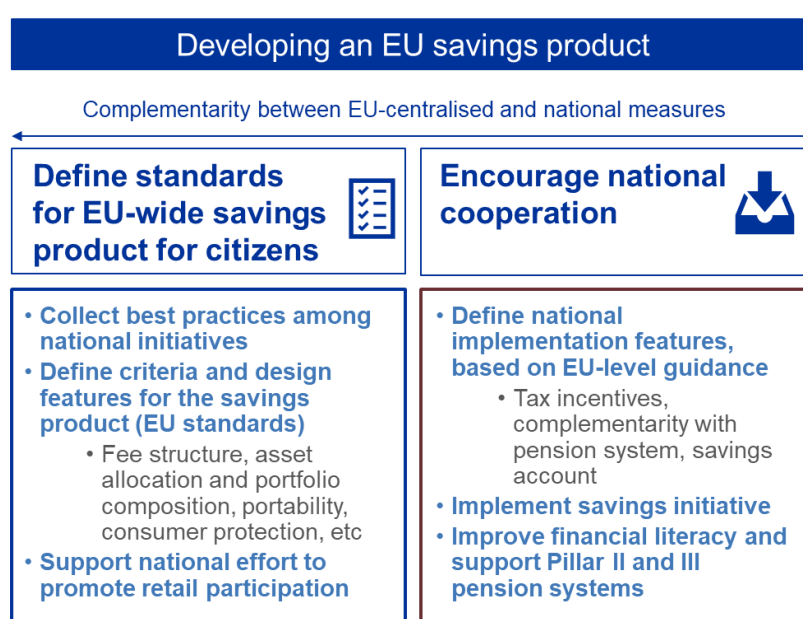 Developing an EU savings product
Complementarity between EU-centralised and national measures
Define standards
for EU-wide savings
product for citizens
• Collect best practices among
national initiatives
• Define criteria and design
features for the savings
product (EU standards)
• Fee structure, asset
allocation and portfolio
composition, portability,
consumer protection, etc
• Support national effort to
promote retail participation
Encourage national
cooperation
• Define national
implementation features,
based on EU-level guidance
• Tax incentives,
complementarity with
pension system, savings
account
• Implement savings initiative
• Improve financial literacy and
support Pillar II and III
pension systems